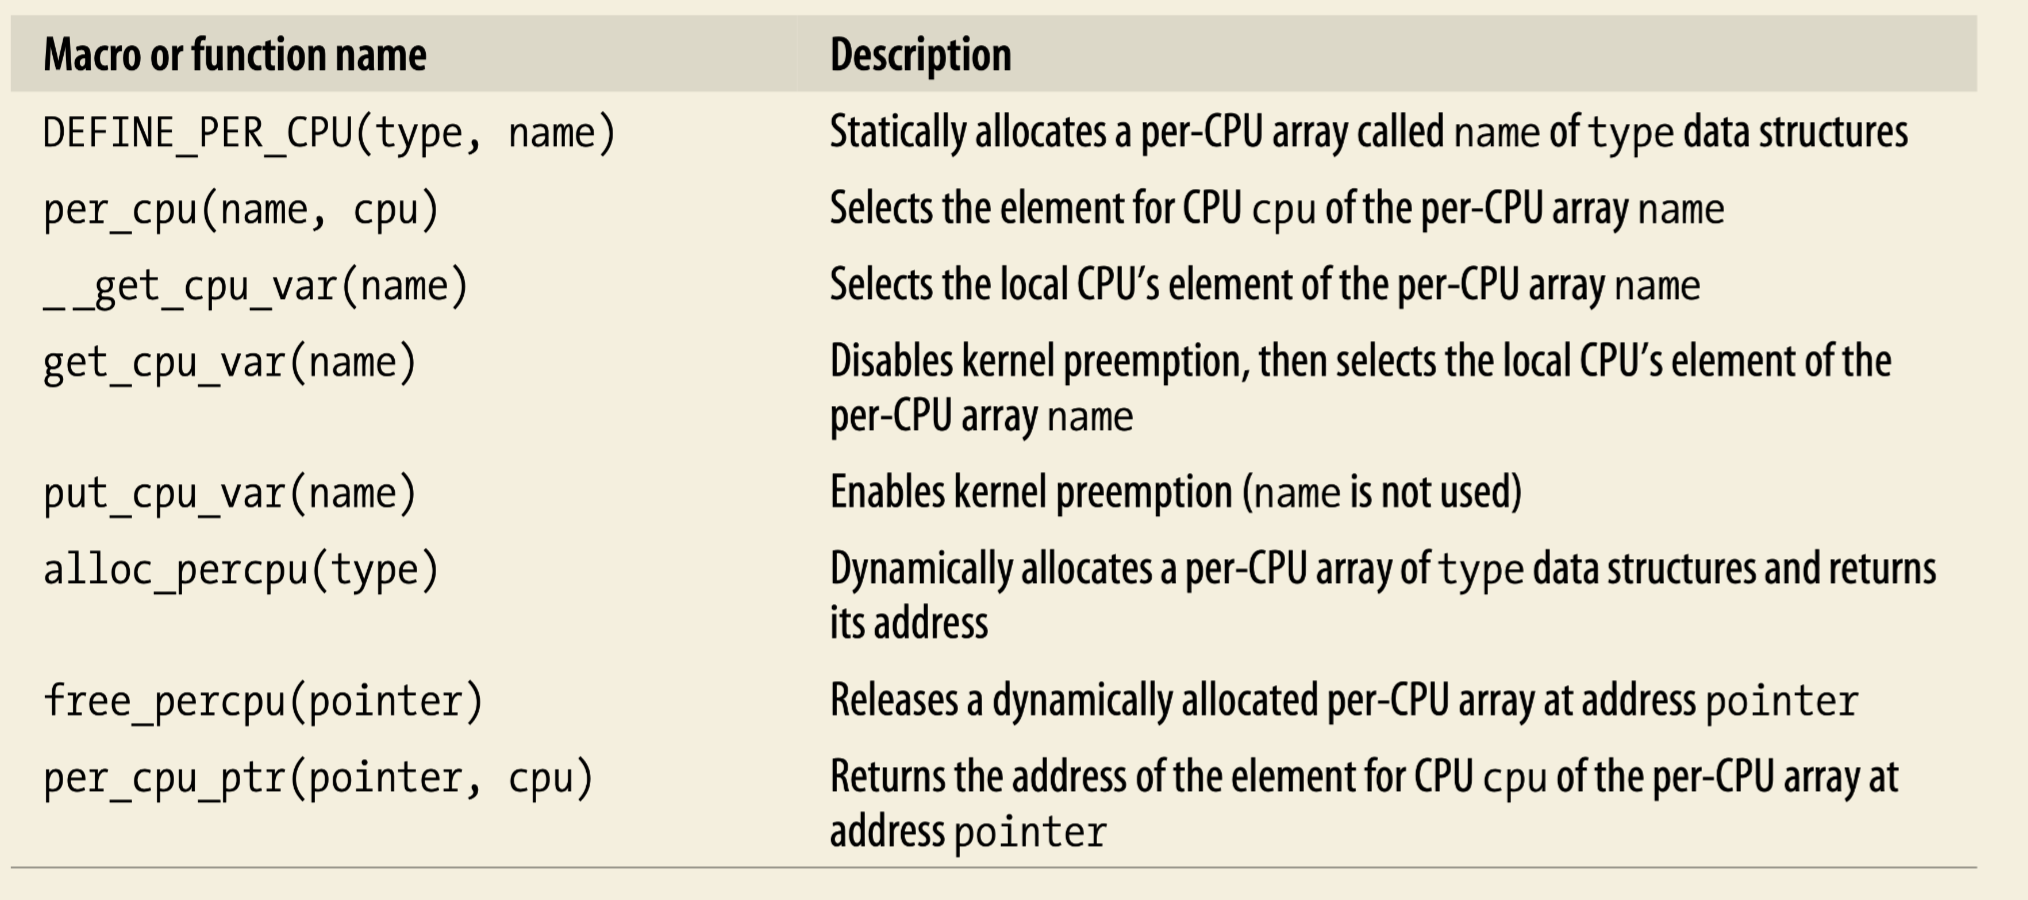 Macro or function name Description
DEFINE_PER_CPU(type, name) Statically allocates a per-CPU array called name of type data structures
per_cpu(name, cpu) Selects the element for CPU cpu of the per-CPU array name
_ _get_cpu_var(name) Selects the local CPU’s element of the per-CPU array name
get_cpu_var(name) Disables kernel preemption, then selects the local CPU’s element of the
per-CPU array name
put_cpu_var(name) Enables kernel preemption (name is not used)
alloc_percpu(type) Dynamically allocates a per-CPU array of type data structures and returns
its address
free_percpu(pointer) Releases a dynamically allocated per-CPU array at address pointer
per_cpu_ptr(pointer, cpu) Returns the address of the element for CPU cpu of the per-CPU array at
address pointer